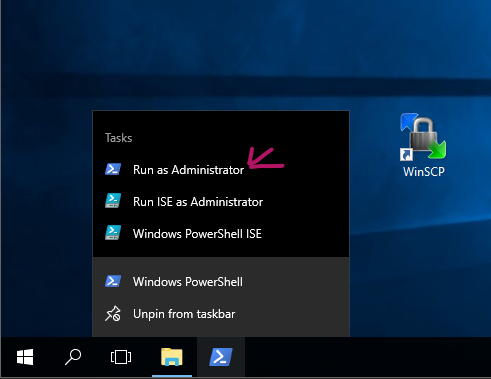 Tasks
Run as Administrator
Run ISE as Administrator
Windows PowerShell ISE
Windows PowerShell
Unpin from taskbar
WinSCP